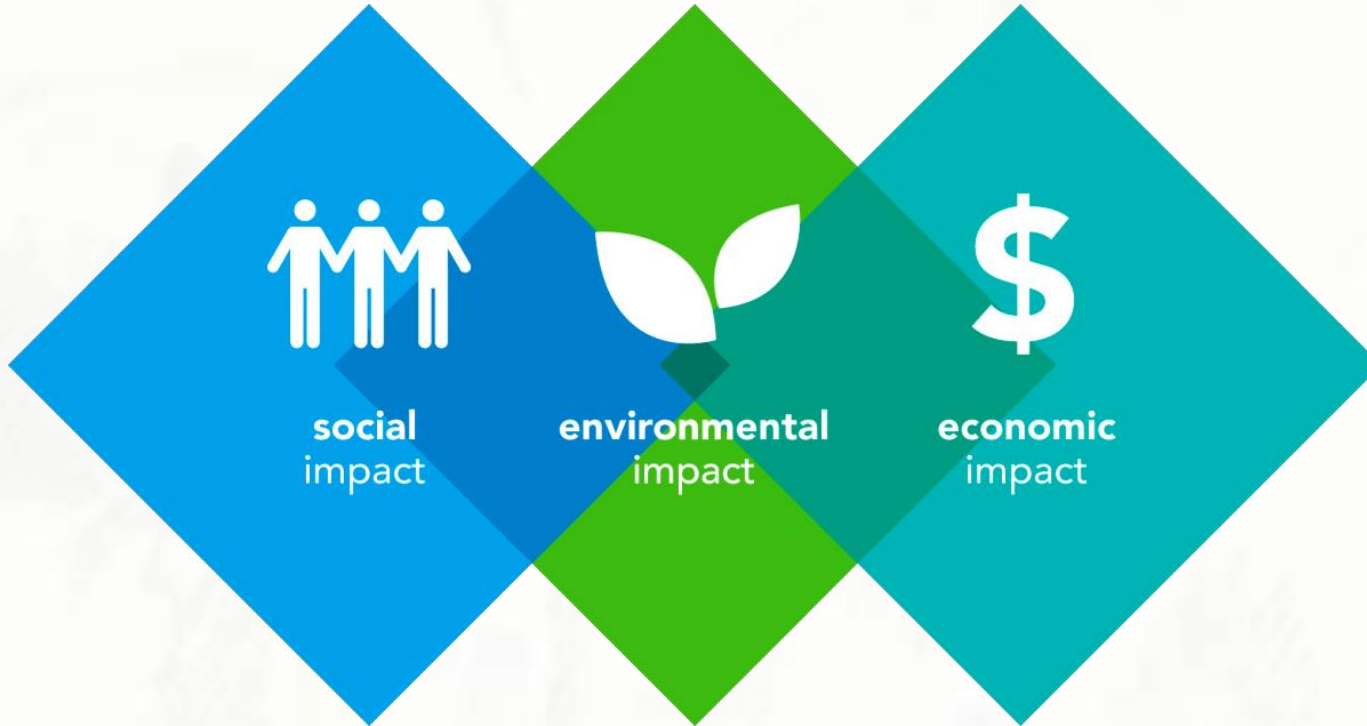 $
social
impact
environmental
impact
economic
impact